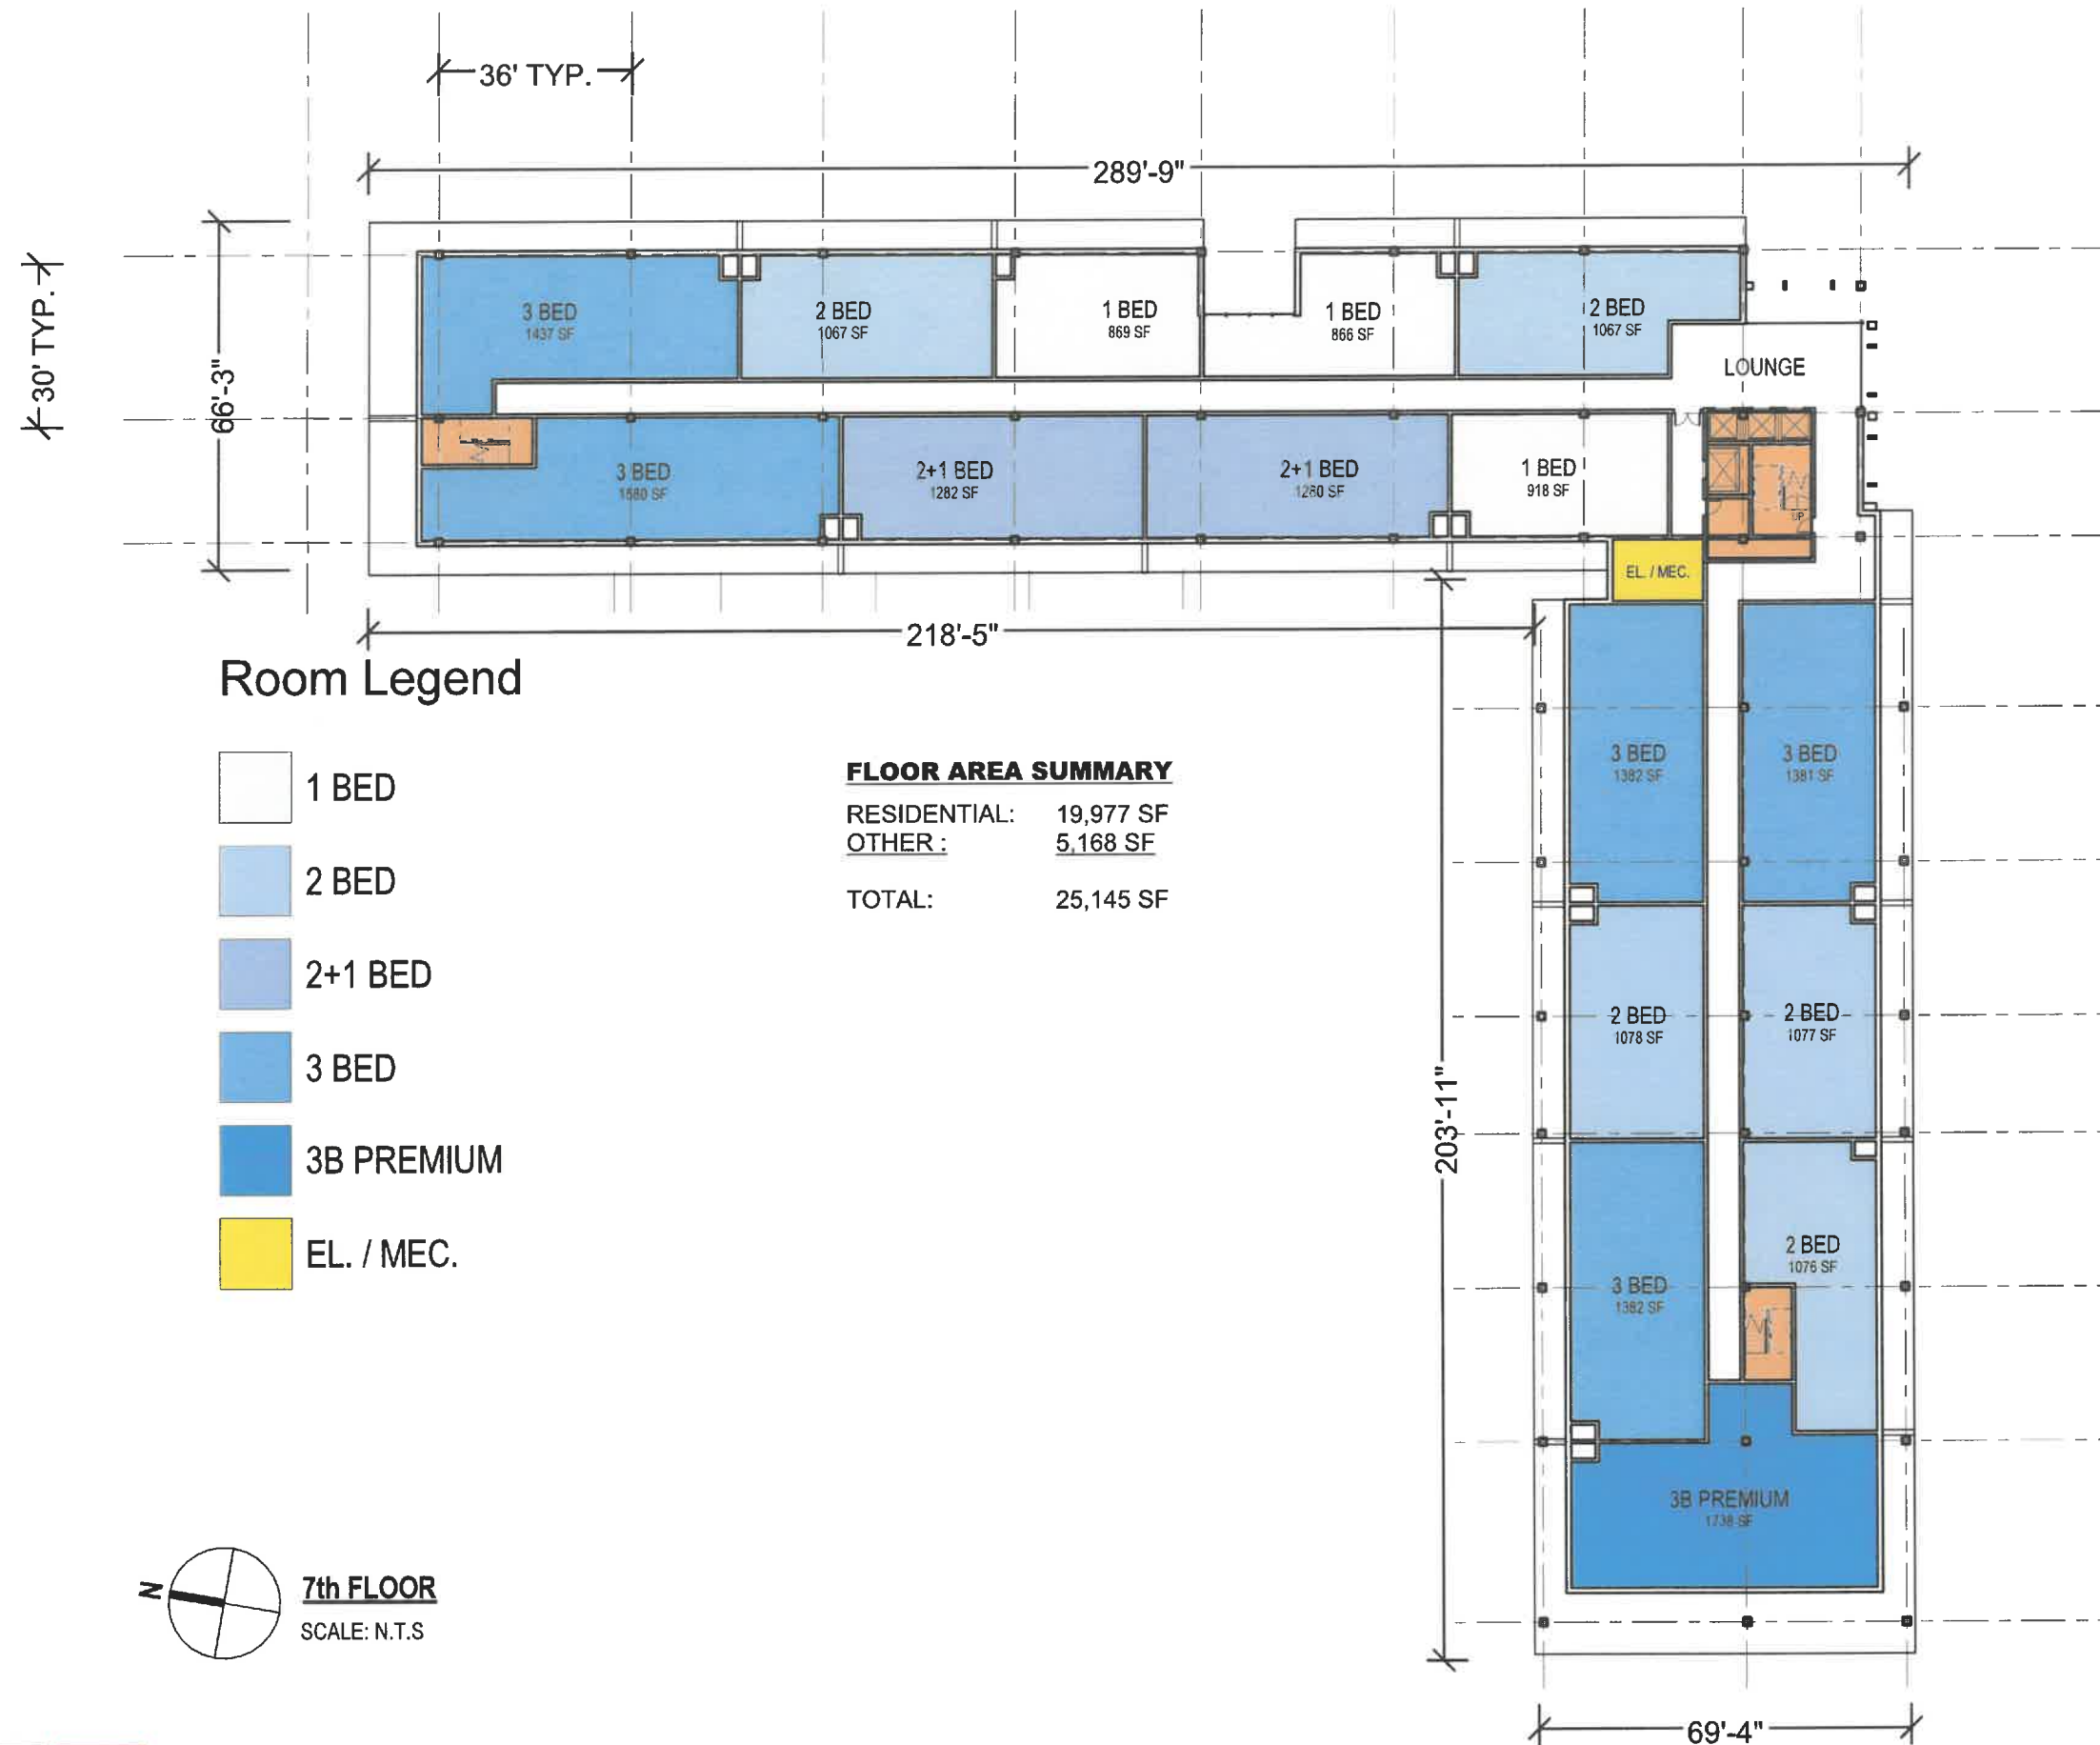 36' TYP.
289'-9"
30' TYP.
66'-3"
3 BED
1437 SF
2 BED
1067 SF
1 BED
869 SF
1 BED
866 SF
2 BED
1067 SF
LOUNGE
3 BED
1580 SF
2+1 BED
1282 SF
2+1 BED
1280 SF
1 BED
918 SF
UP
EL. / MEC.
218'-5"
Room Legend
1 BED
2 BED
2+1 BED
3 BED
3B PREMIUM
EL. / MEC.
FLOOR AREA SUMMARY
RESIDENTIAL: 19,977 SF
OTHER : 5,168 SF
TOTAL: 25,145 SF
3 BED
1382 SF
3 BED
1381 SF
2 BED
1078 SF
2 BED
1077 SF
203'-11"
2 BED
1076 SF
3 BED
1382 SF
3B PREMIUM
1738 SF
N
7th FLOOR
SCALE: N.T.S
69'-4"